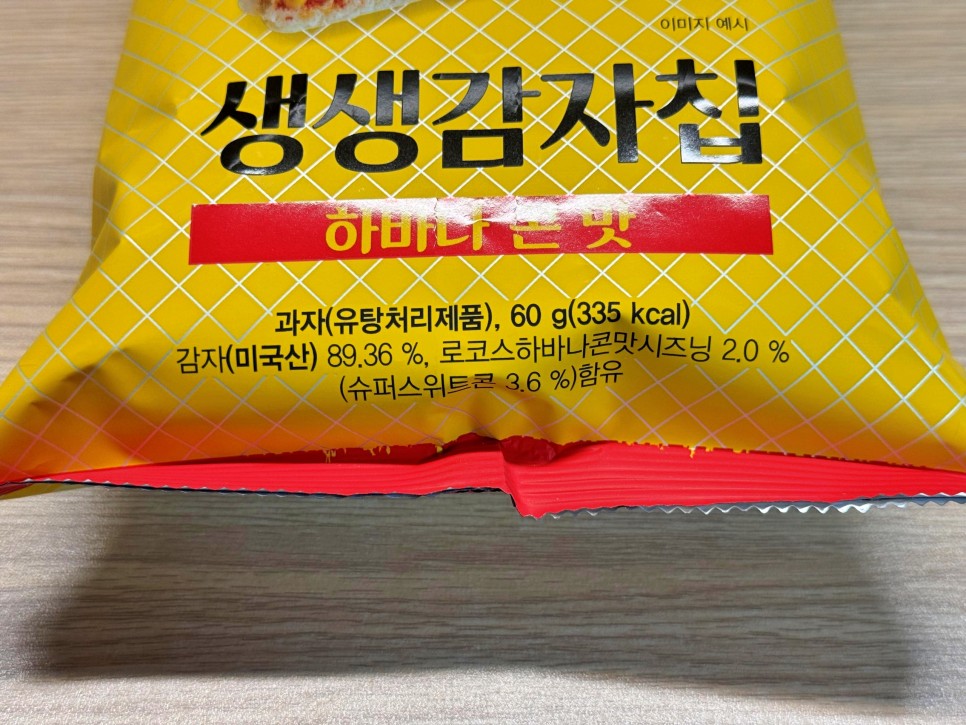 이미지 예시
생생감자칩
하바나 콘 맛
과자(유탕처리제품), 60 g(335 kcal)
감자(미국산) 89.36 %, 로코스하바나콘맛시즈닝 2.0 %
(슈퍼스위트콘 3.6 %)함유